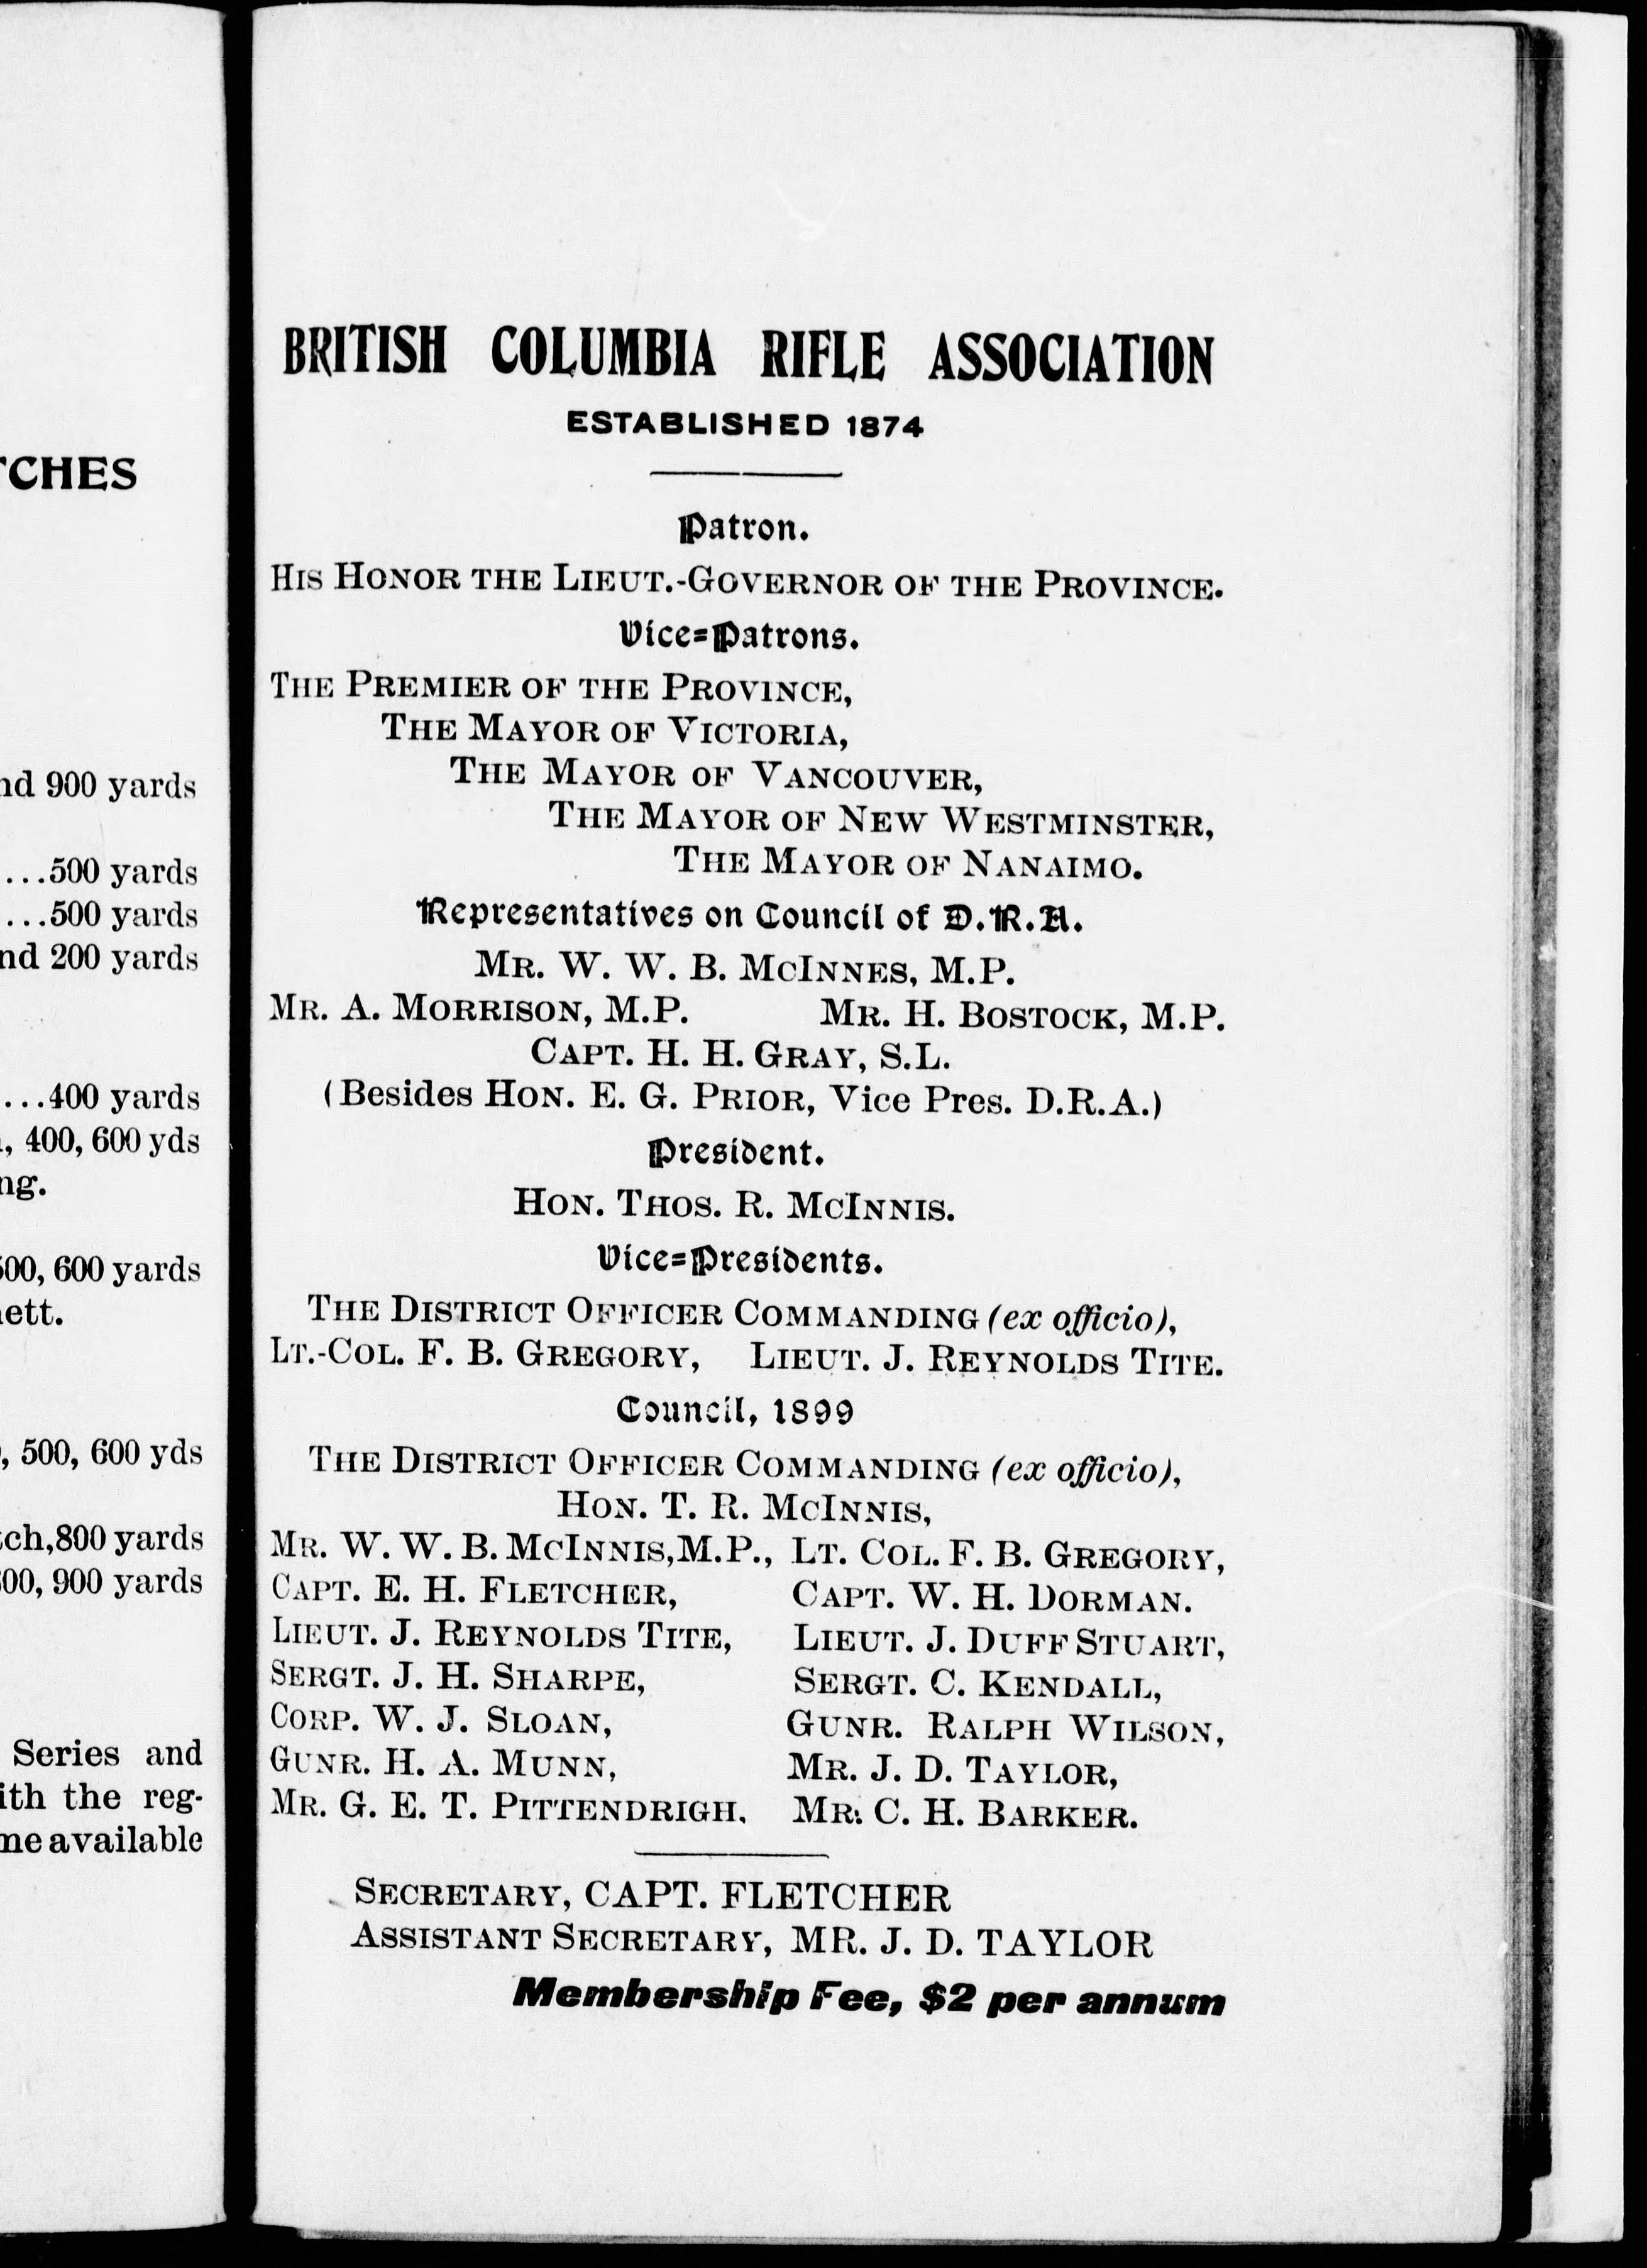 TCHES
nd 900 yards
...500 yards
...500 yards
nd 200 yards
...400 yards
, 400, 600 yds
ng.
00, 600 yards
ett.
, 500, 600 yds
ch, 800 yards
00, 900 yards
Series and
ith the reg-
me available
BRITISH COLUMBIA RIFLE ASSOCIATION
ESTABLISHED 1874
Patron.
HIS HONOR THE LIEUT.-GOVERNOR OF THE PROVINCE.
Vice=Patrons.
THE PREMIER OF THE PROVINCE,
THE MAYOR OF VICTORIA,
THE MAYOR OF VANCOUVER,
THE MAYOR OF NEW WESTMINSTER,
THE MAYOR OF NANAIMO.
Representatives on Council of D.R.A.
MR. W. W. B. MCINNES, M.P.
MR. A. MORRISON, M.P. MR. H. BOSTOCK, M.P.
CAPT. H. H. GRAY, S.L.
(Besides HON. E. G. PRIOR, Vice Pres. D.R.A.)
President.
HON. THOS. R. MCINNIS.
Vice=Presidents.
THE DISTRICT OFFICER COMMANDING (ex officio),
LT.-COL. F. B. GREGORY, LIEUT. J. REYNOLDS TITE.
Council, 1899
THE DISTRICT OFFICER COMMANDING (ex officio),
HON. T. R. MCINNIS,
MR. W. W. B. MCINNIS, M.P., LT. COL. F. B. GREGORY,
CAPT. E. H. FLETCHER, CAPT. W. H. DORMAN.
LIEUT. J. REYNOLDS TITE, LIEUT. J. DUFF STUART,
SERGT. J. H. SHARPE, SERGT. C. KENDALL,
CORP. W. J. SLOAN, GUNR. RALPH WILSON,
GUNR. H. A. MUNN, MR. J. D. TAYLOR,
MR. G. E. T. PITTENDRIGH, MR. C. H. BARKER.
SECRETARY, CAPT. FLETCHER
ASSISTANT SECRETARY, MR. J. D. TAYLOR
Membership Fee, $2 per annum